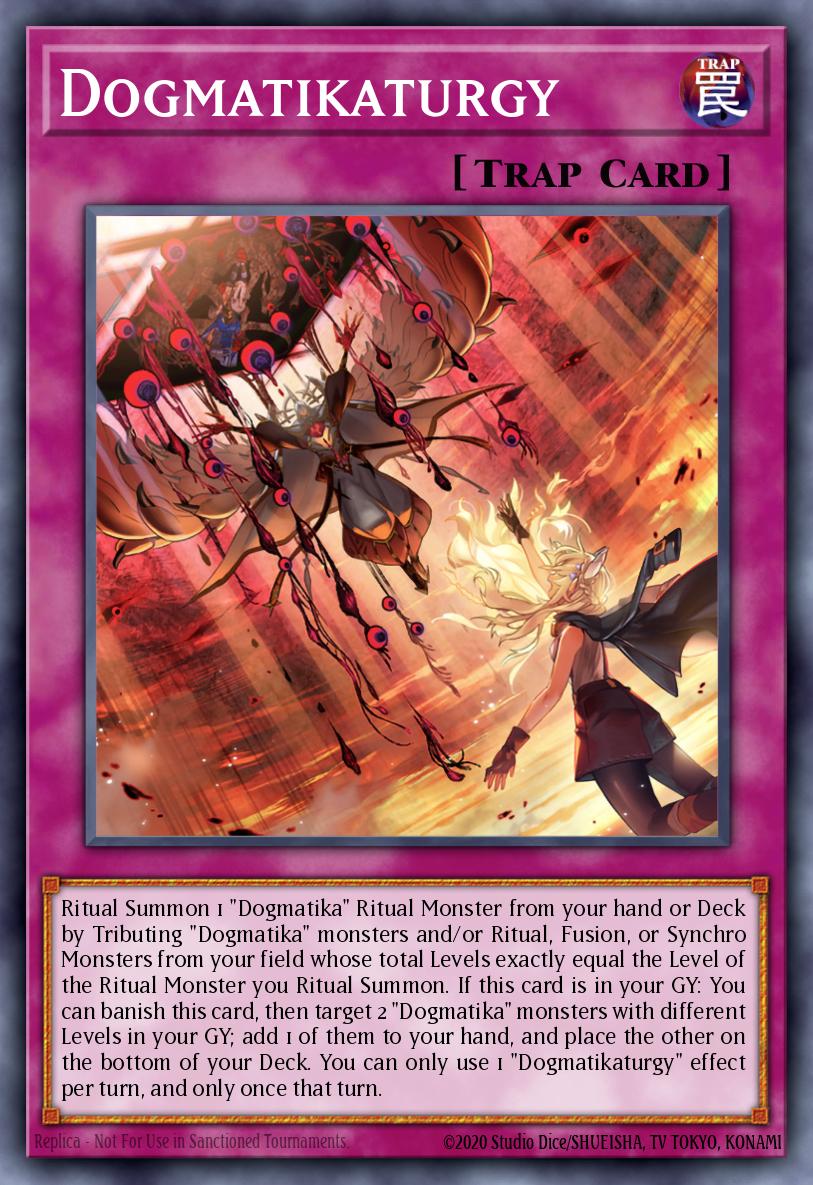 Dogmatikaturgy
TRAP
罠
[Trap Card]
Ritual Summon 1 "Dogmatika" Ritual Monster from your hand or Deck
by Tributing "Dogmatika" monsters and/or Ritual, Fusion, or Synchro
Monsters from your field whose total Levels exactly equal the Level of
the Ritual Monster you Ritual Summon. If this card is in your GY: You
can banish this card, then target 2 "Dogmatika" monsters with different
Levels in your GY; add 1 of them to your hand, and place the other on
the bottom of your Deck. You can only use 1 "Dogmatikaturgy" effect
per turn, and only once that turn.
Replica - Not For Use in Sanctioned Tournaments.
©2020 Studio Dice/SHUEISHA, TV TOKYO, KONAMI